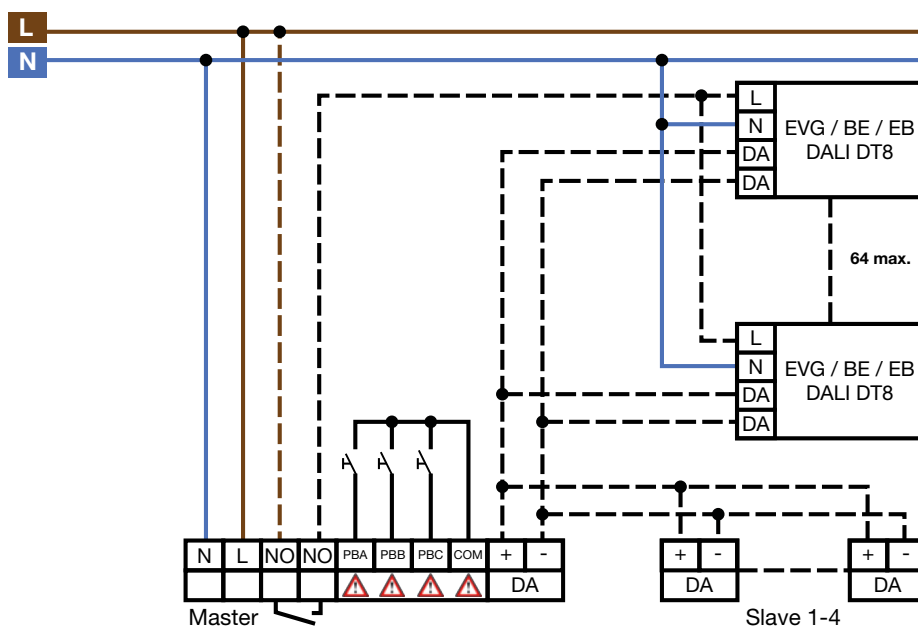 L
N
L
N
DA
DA
EVG / BE / EB
DALI DT8
64 max.
L
N
DA
DA
EVG / BE / EB
DALI DT8
N L NO NO PBA PBB PBC COM + -
DA
+ -
DA
+ -
DA
Master
Slave 1-4